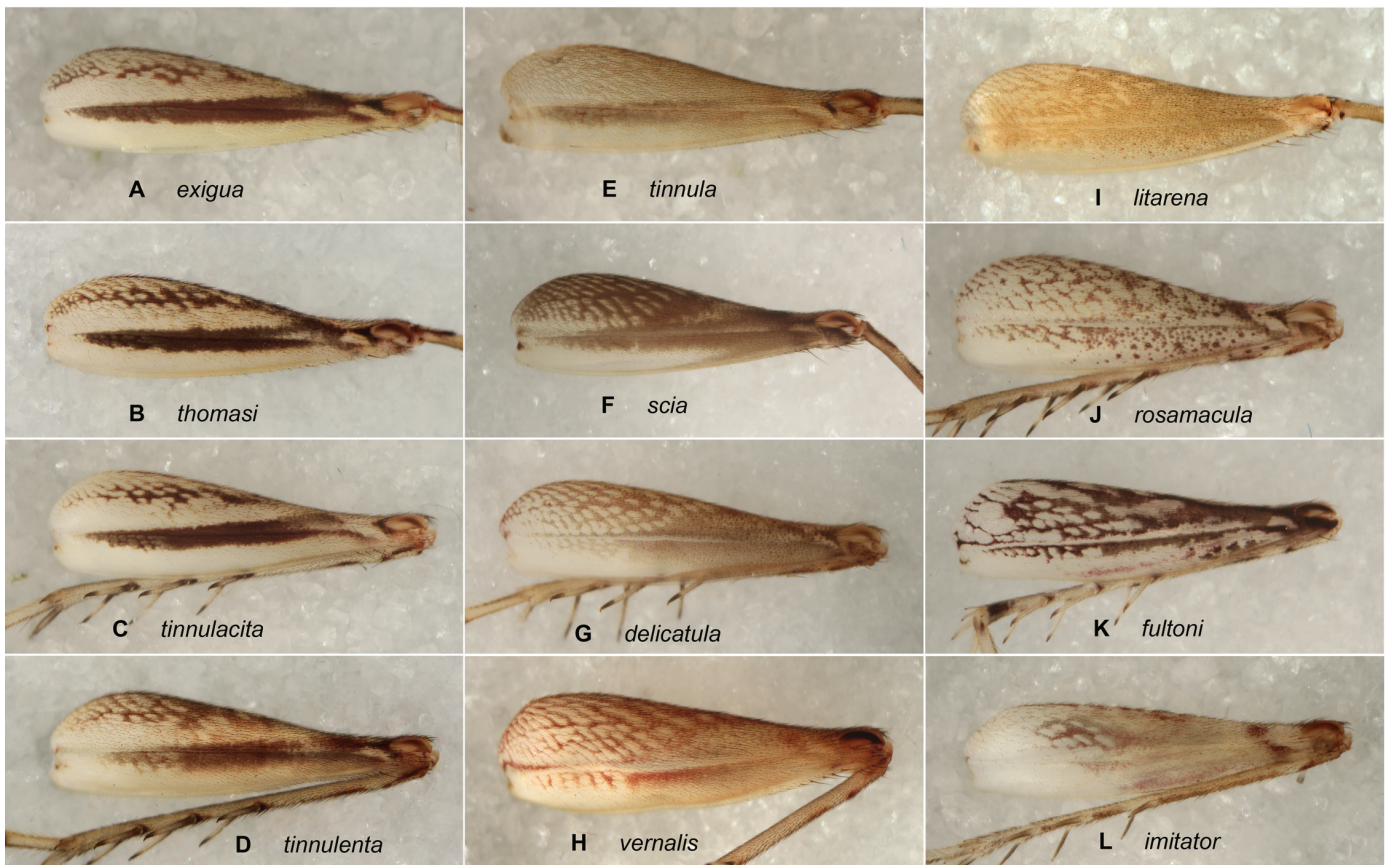 A exigua
E tinnula
I litarena
B thomasi
F scia
J rosamacula
C tinnulacita
G delicatula
K fultoni
D tinnulenta
H vernalis
L imitator